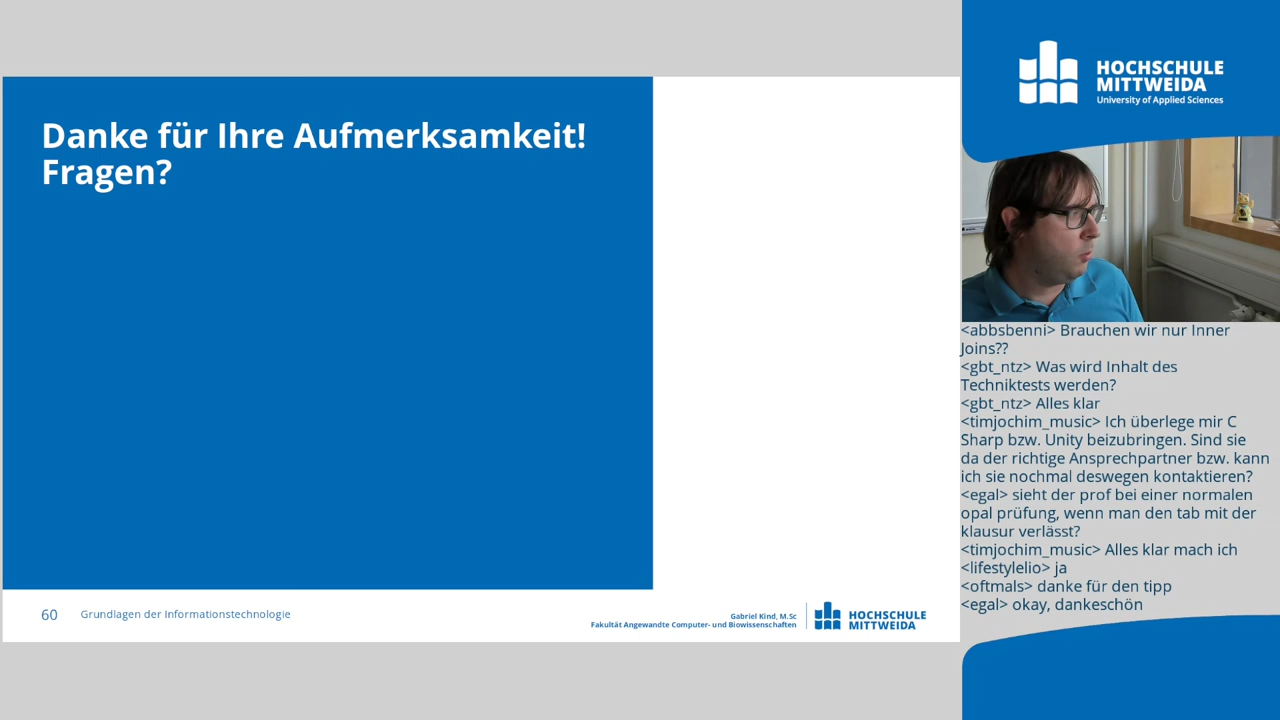 Danke für Ihre Aufmerksamkeit!
Fragen?
60
Grundlagen der Informationstechnologie
Gabriel Kind, M.Sc
Fakultät Angewandte Computer- und Biowissenschaften
HOCHSCHULE
MITTWEIDA
HOCHSCHULE
MITTWEIDA
University of Applied Sciences
<abbsbenni> Brauchen wir nur Inner
Joins??
<gbt_ntz> Was wird Inhalt des
Techniktests werden?
<gbt_ntz> Alles klar
<timjochim_music> Ich überlege mir C
Sharp bzw. Unity beizubringen. Sind sie
da der richtige Ansprechpartner bzw. kann
ich sie nochmal deswegen kontaktieren?
<egal> sieht der prof bei einer normalen
opal prüfung, wenn man den tab mit der
klausur verlässt?
<timjochim_music> Alles klar mach ich
<lifestylelio> ja
<oftmals> danke für den tipp
<egal> okay, dankeschön